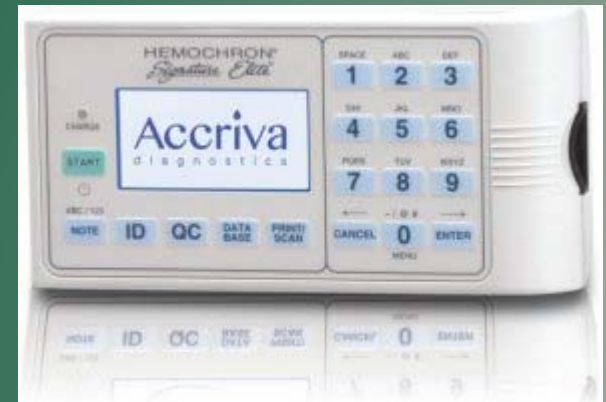 HEMOCHRON®
Signature Elite
CHARGE
START
Accriva
diagnostics
ABC / 123
NOTE
ID
QC
DATA BASE
PRINT/ SCAN
SPACE ABC DEF
1 2 3
GHI JKL MNO
4 5 6
PQRS TUV WXYZ
7 8 9
← - / @ # →
CANCEL 0 ENTER
MENU